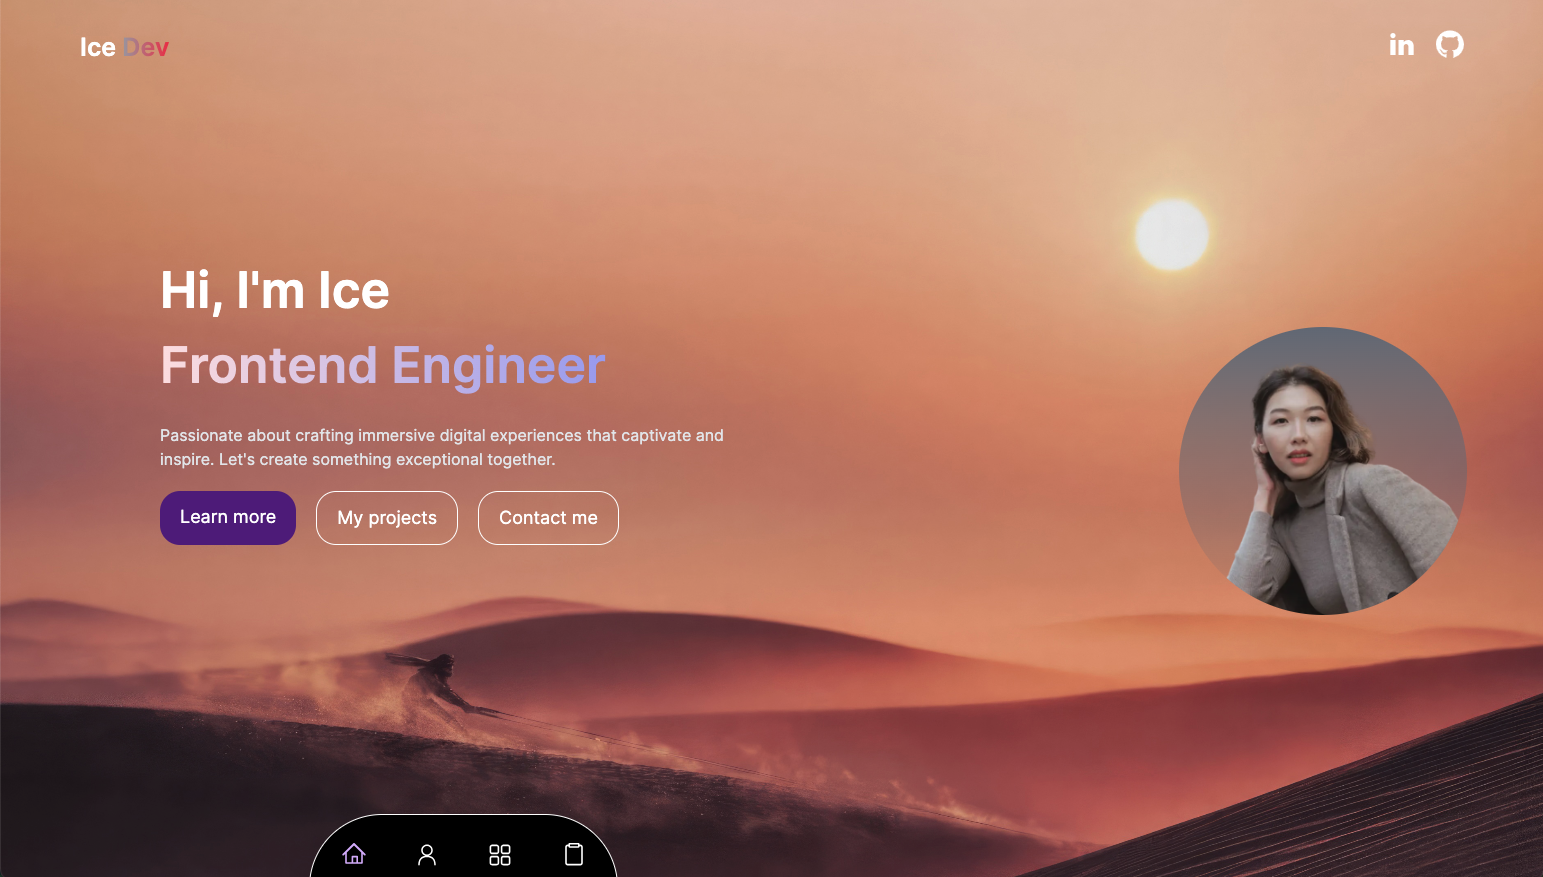 Ice Dev
in
Hi, I'm Ice
Frontend Engineer
Passionate about crafting immersive digital experiences that captivate and
inspire. Let's create something exceptional together.
Learn more
My projects
Contact me